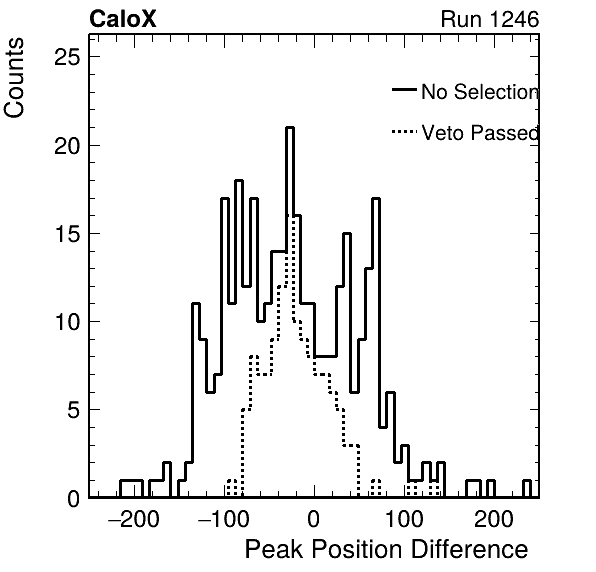 CaloX Run 1246
Counts
25
No Selection
Veto Passed
20
15
10
5
0
−200 −100 0 100 200
Peak Position Difference